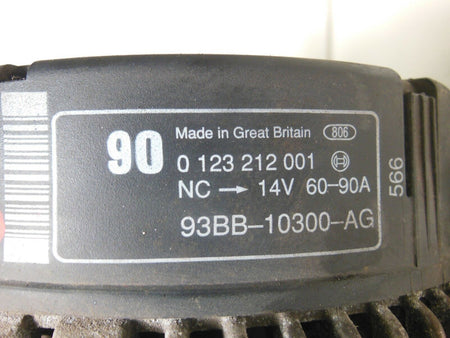 90 Made in Great Britain 806
0 123 212 001
NC → 14V 60-90A
93BB-10300-AG
566